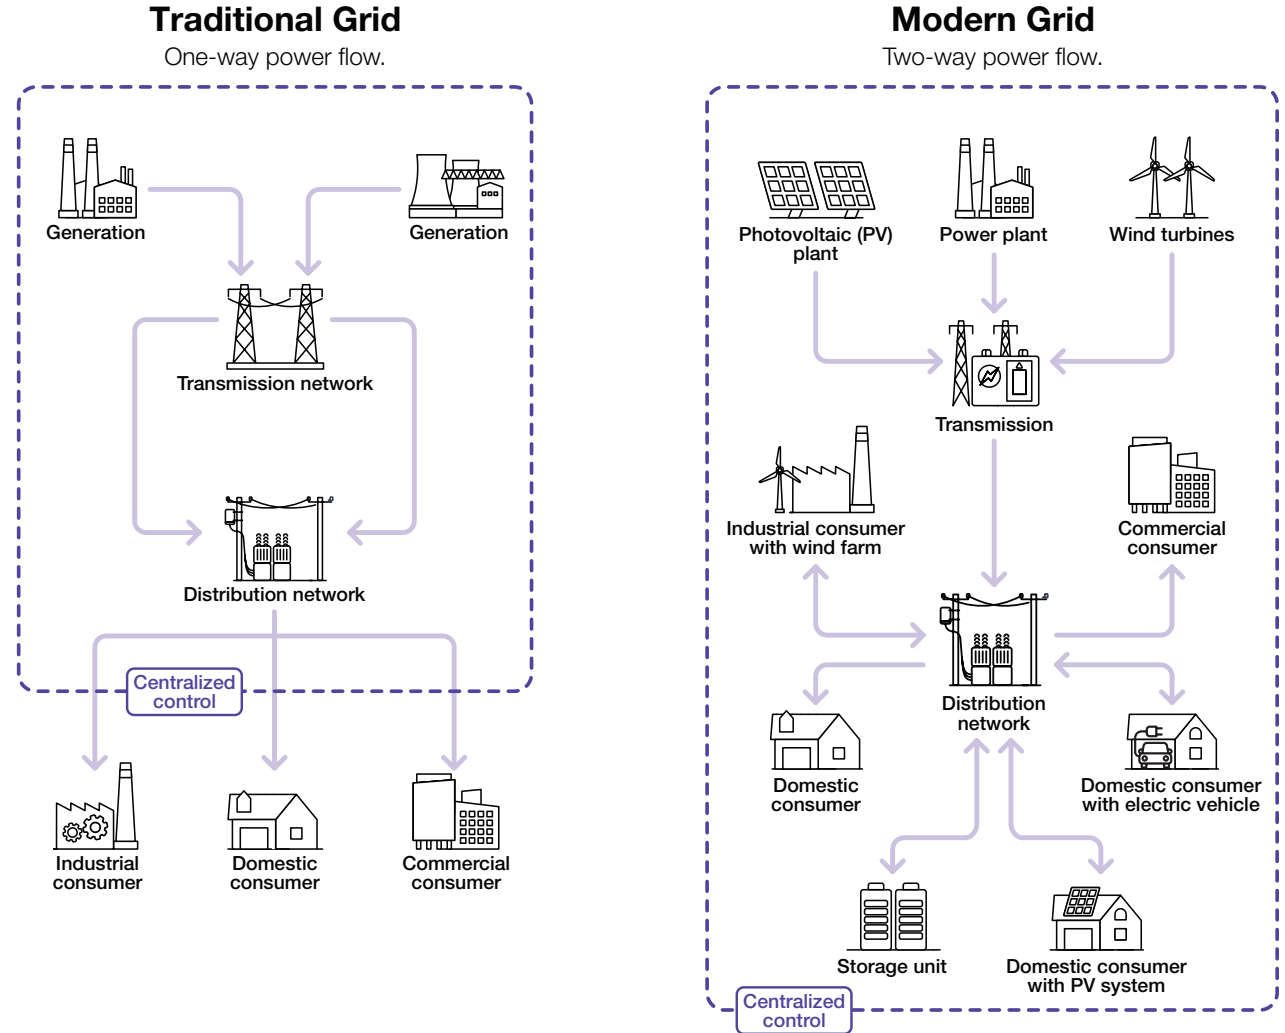 Traditional Grid
One-way power flow.
Generation
Generation
Transmission network
Distribution network
Centralized
control
Industrial
consumer
Domestic
consumer
Commercial
consumer
Modern Grid
Two-way power flow.
Photovoltaic (PV)
plant
Power plant
Wind turbines
Transmission
Industrial consumer
with wind farm
Commercial
consumer
Distribution
network
Domestic
consumer
Domestic consumer
with electric vehicle
Storage unit
Domestic consumer
with PV system
Centralized
control